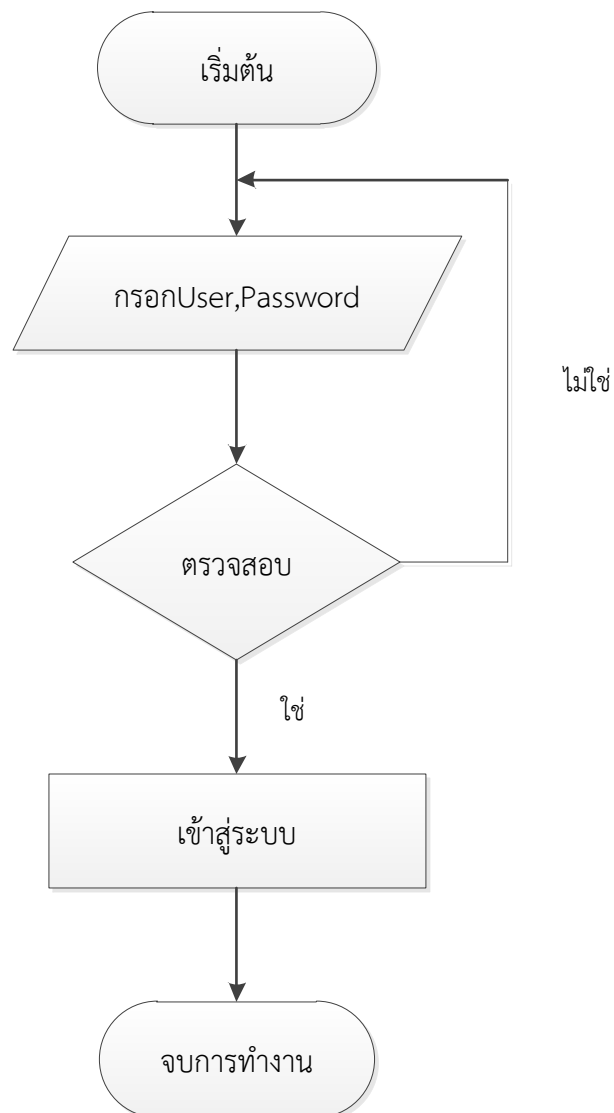 เริ่มต้น
กรอกUser,Password
ไม่ใช่
ตรวจสอบ
ใช่
เข้าสู่ระบบ
จบการทำงาน